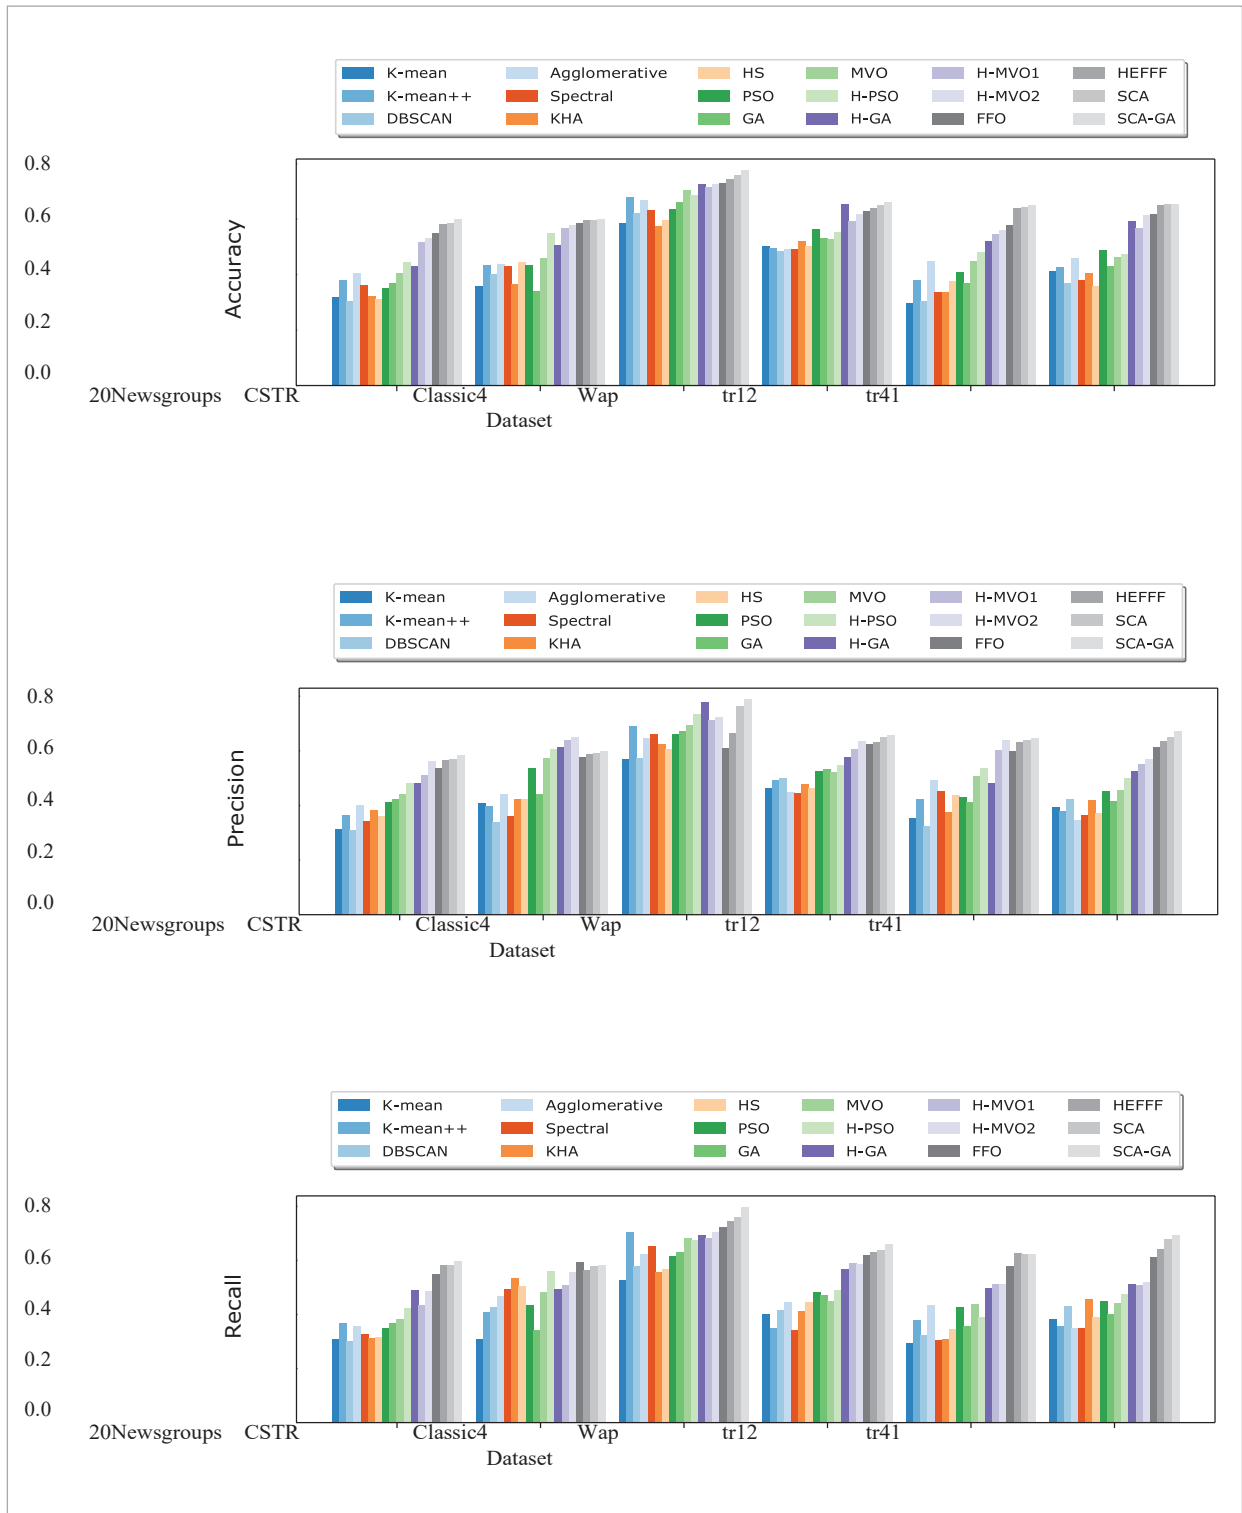 K-mean Agglomerative HS MVO H-MVO1 HEFFF
K-mean++ Spectral PSO H-PSO H-MVO2 SCA
DBSCAN KHA GA H-GA FFO SCA-GA
0.8
0.6
0.4
0.2
0.0
Accuracy
20Newsgroups CSTR Classic4 Wap tr12 tr41
Dataset
K-mean Agglomerative HS MVO H-MVO1 HEFFF
K-mean++ Spectral PSO H-PSO H-MVO2 SCA
DBSCAN KHA GA H-GA FFO SCA-GA
0.8
0.6
0.4
0.2
0.0
Precision
20Newsgroups CSTR Classic4 Wap tr12 tr41
Dataset
K-mean Agglomerative HS MVO H-MVO1 HEFFF
K-mean++ Spectral PSO H-PSO H-MVO2 SCA
DBSCAN KHA GA H-GA FFO SCA-GA
0.8
0.6
0.4
0.2
0.0
Recall
20Newsgroups CSTR Classic4 Wap tr12 tr41
Dataset